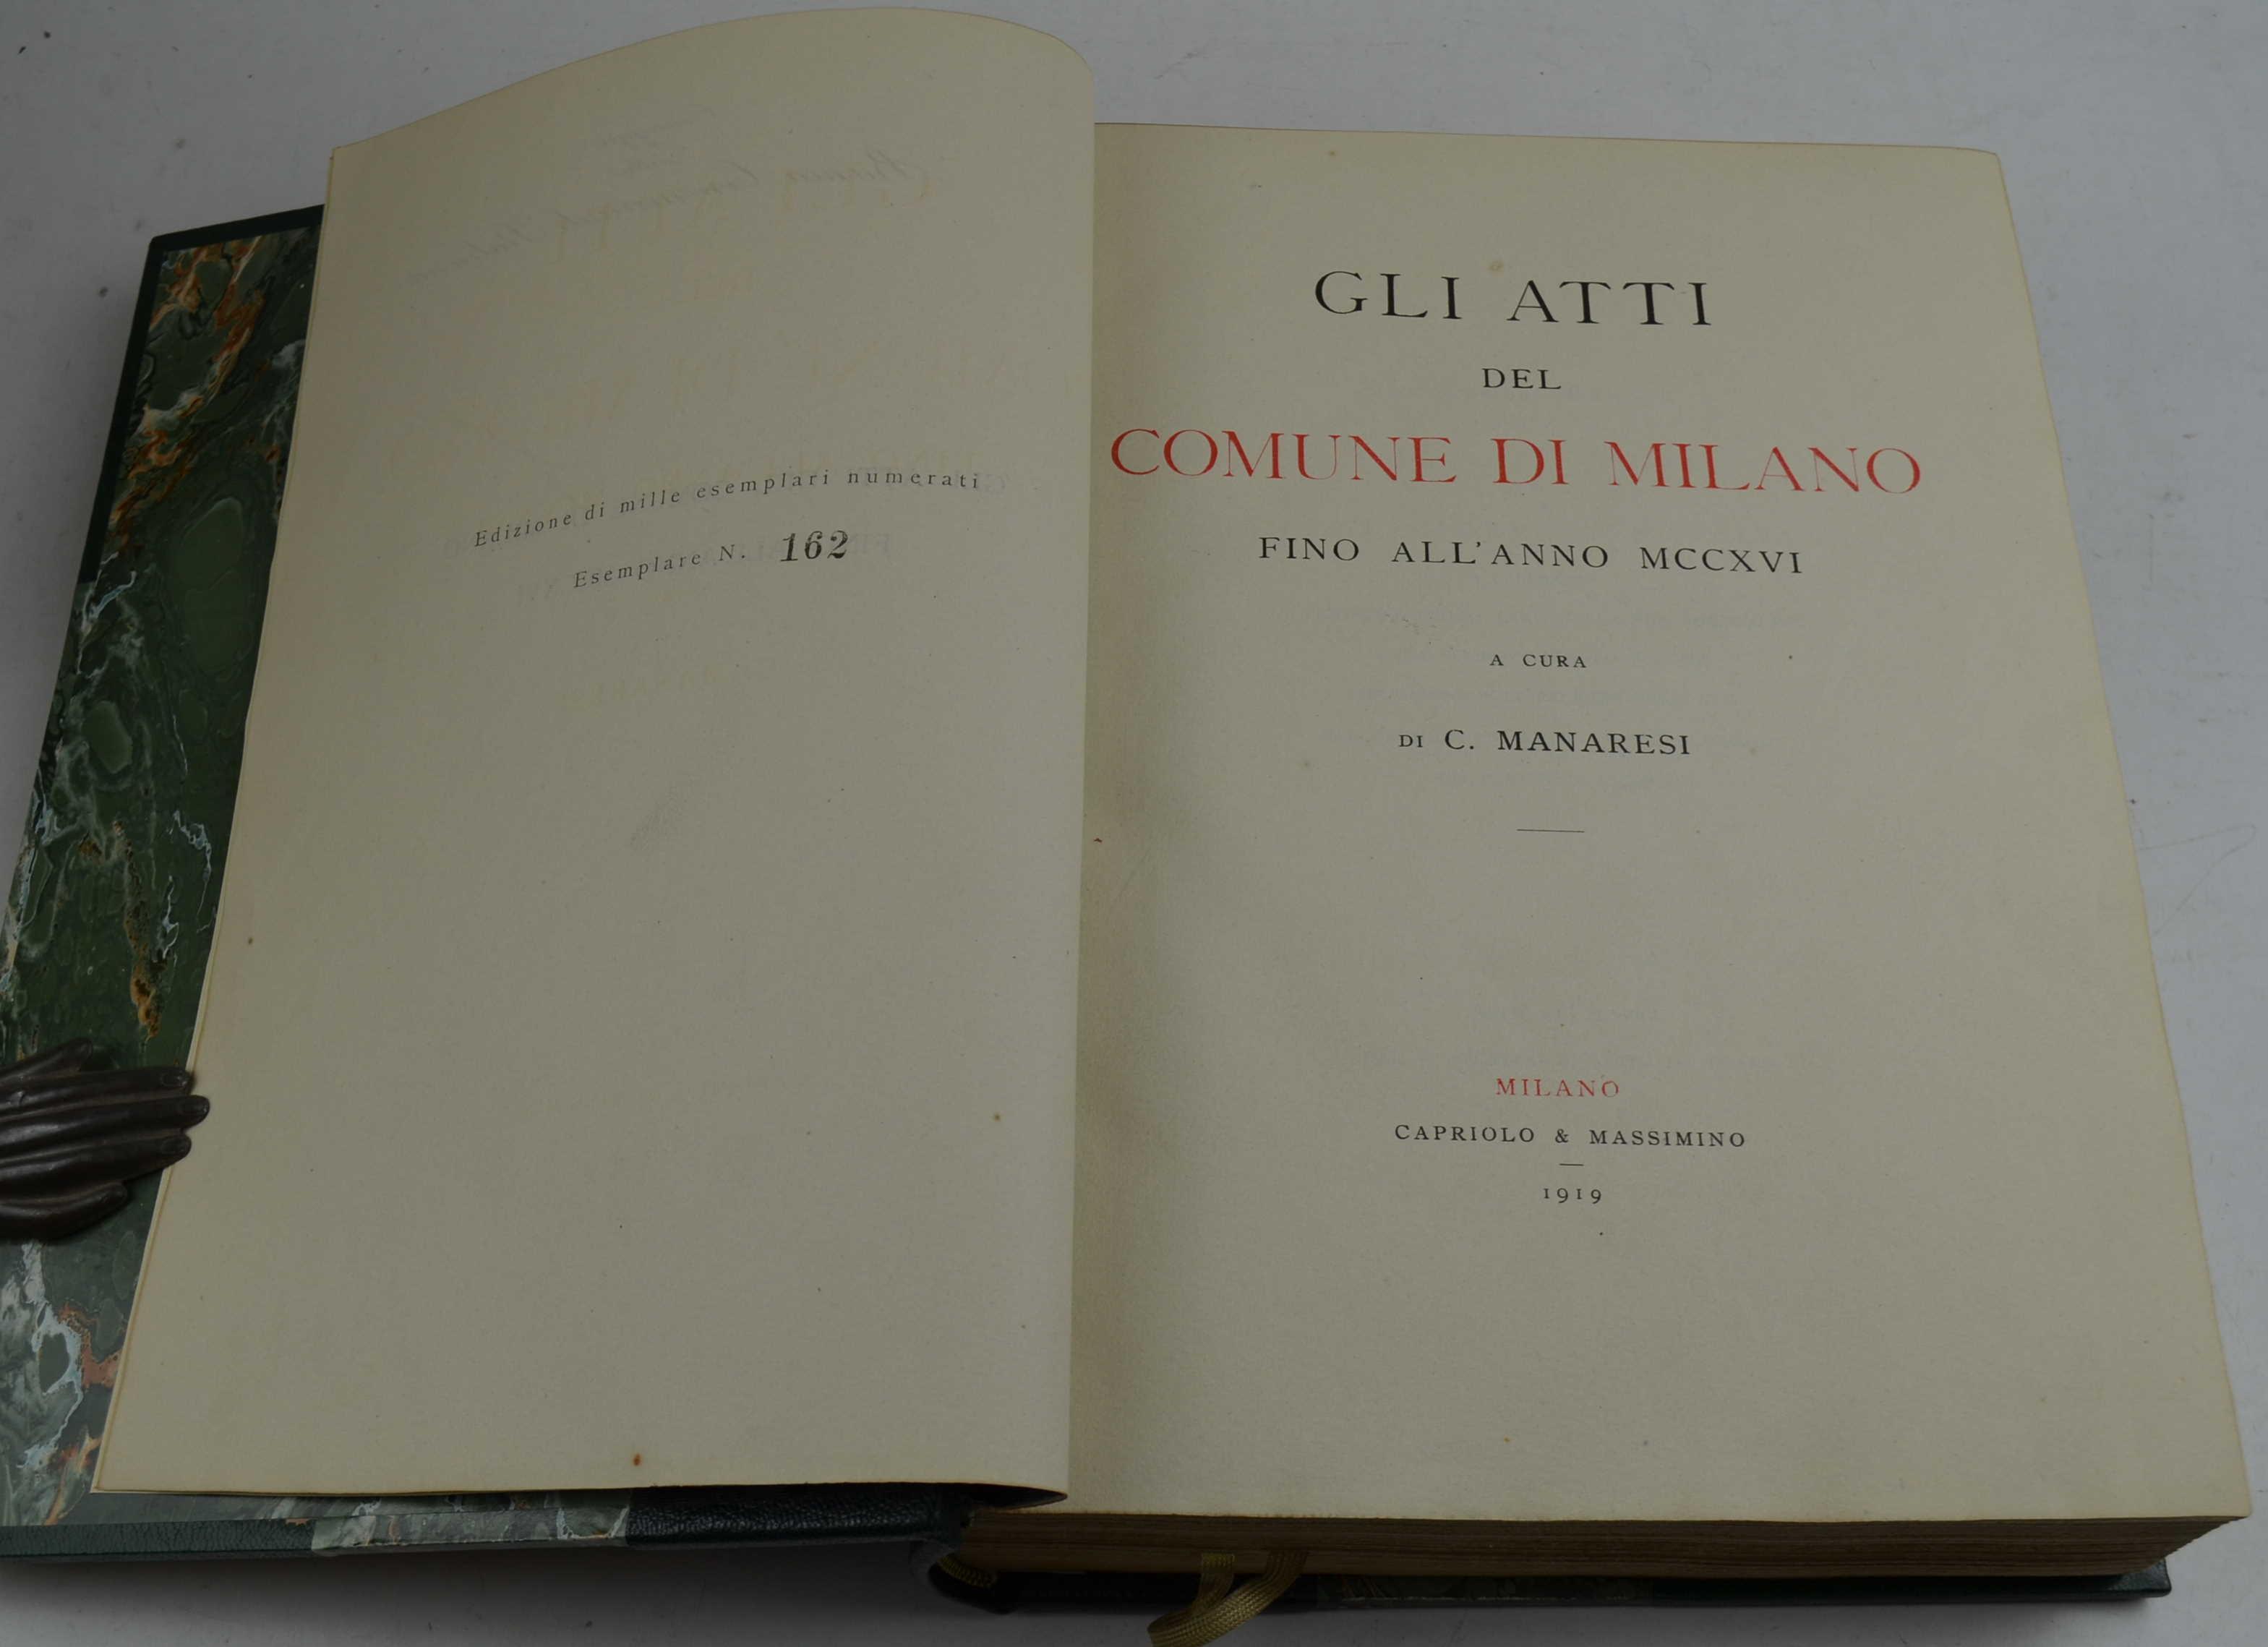 Edizione di mille esemplari numerati
Esemplare N. 162
GLI ATTI
DEL
COMUNE DI MILANO
FINO ALL'ANNO MCCXVI
A CURA
DI C. MANARESI
MILANO
CAPRIOLO & MASSIMINO
1919